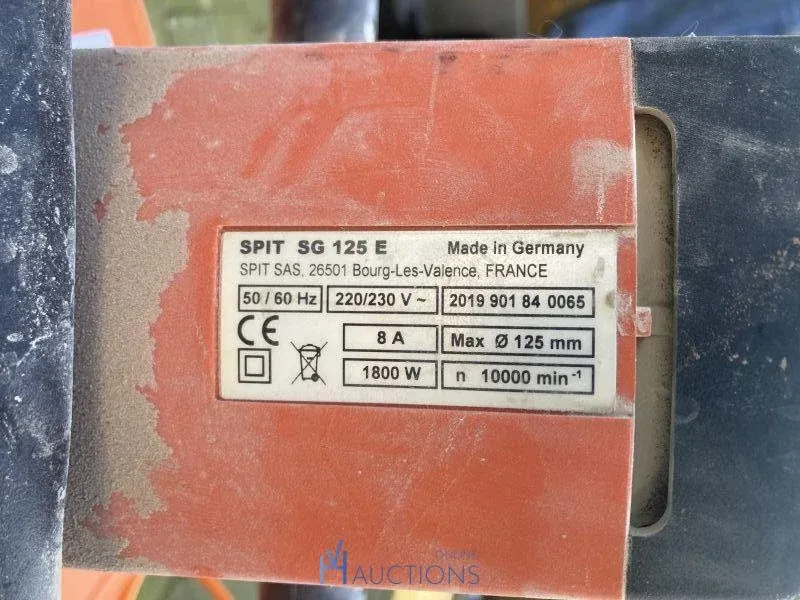 SPIT SG 125 E Made in Germany
SPIT SAS, 26501 Bourg-Les-Valence, FRANCE
50 / 60 Hz 220/230 V ~ 2019 901 84 0065
CE 8 A Max Ø 125 mm
1800 W n 10000 min⁻¹
ONLINE
AUCTIONS